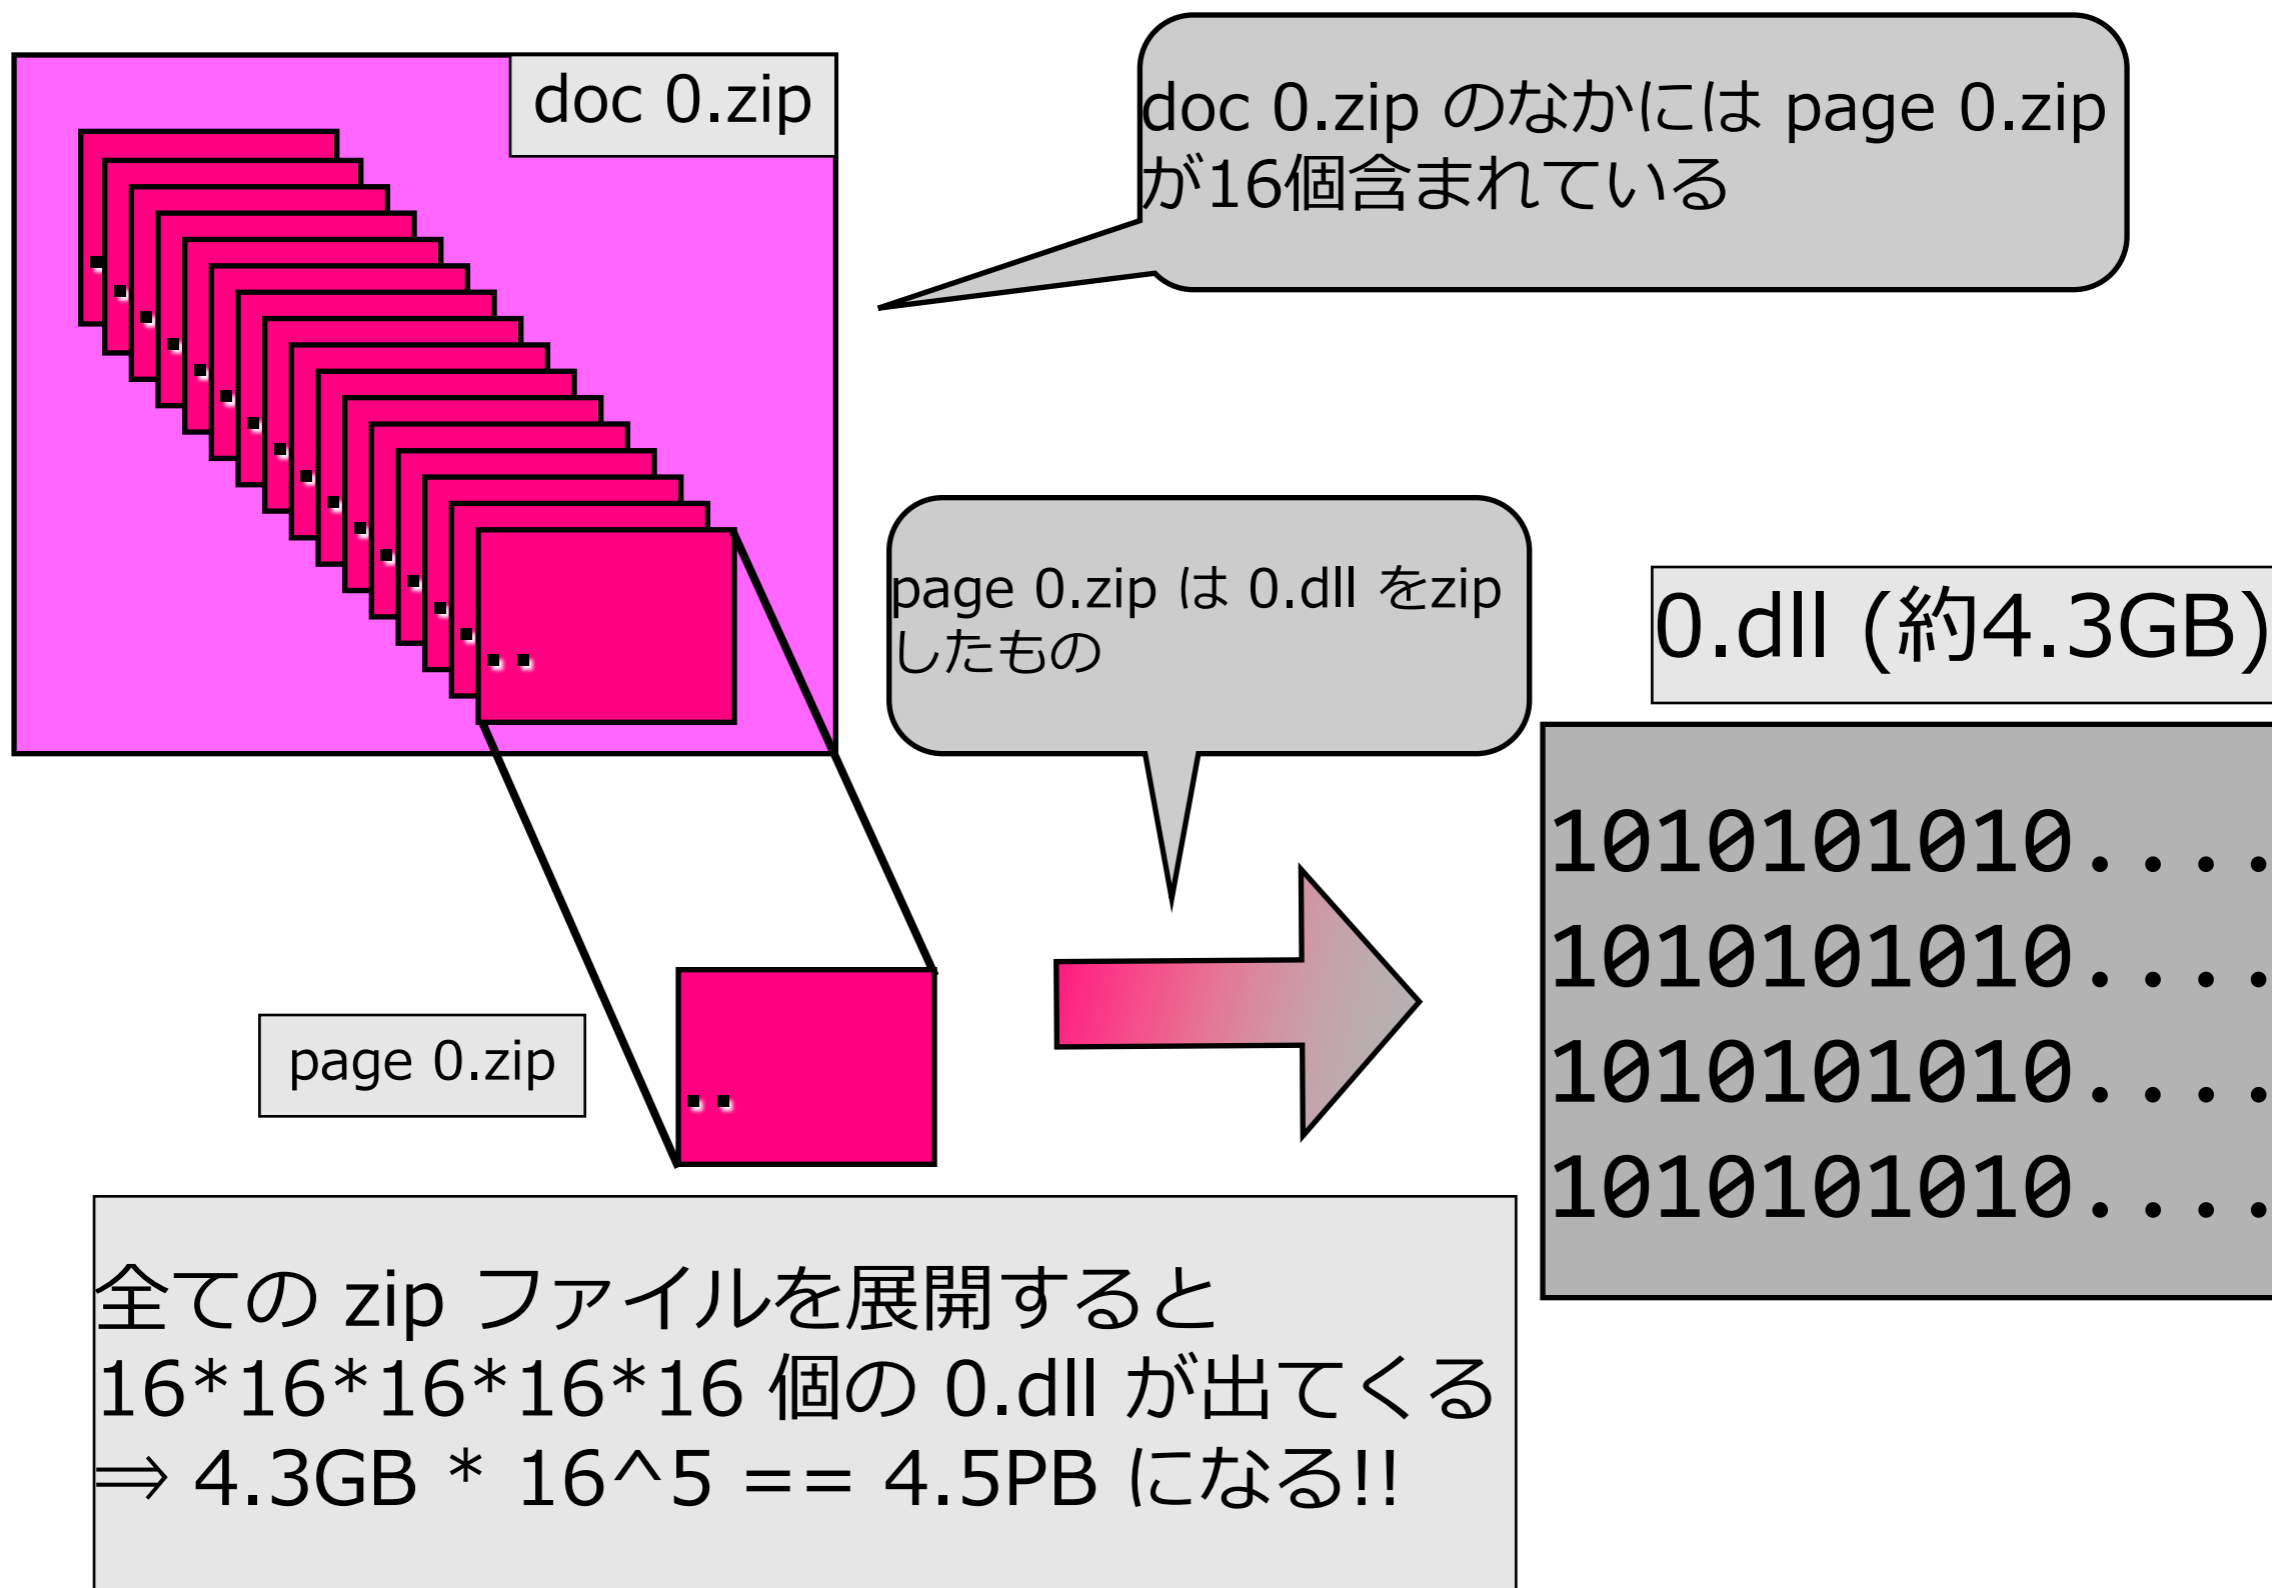 doc 0.zip
doc 0.zip のなかには page 0.zip
が16個含まれている
page 0.zip は 0.dll をzip
したもの
0.dll (約4.3GB)
1010101010....
1010101010....
1010101010....
1010101010....
page 0.zip
..
全ての zip ファイルを展開すると
16*16*16*16*16 個の 0.dll が出てくる
⇒ 4.3GB * 16^5 == 4.5PB になる!!